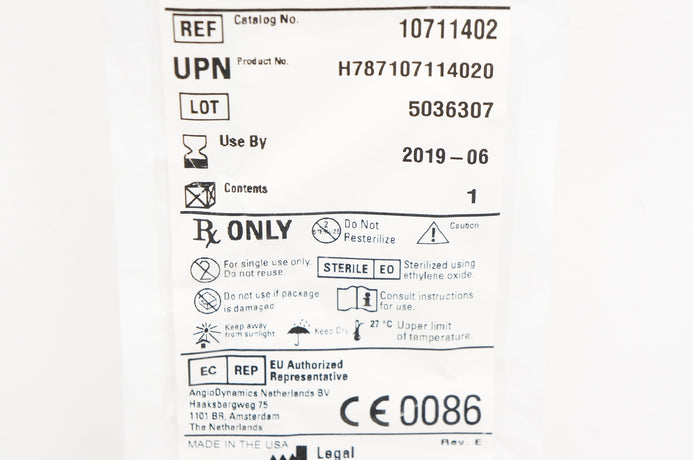 REF Catalog No. 10711402
UPN Product No. H787107114020
LOT 5036307
Use By 2019-06
Contents 1
Rx ONLY 2 STERILIZE Do Not Resterilize Caution
2 For single use only. Do not reuse. STERILE EO Sterilized using ethylene oxide.
Do not use if package is damaged. Consult instructions for use.
Keep away from sunlight Keep Dry 27 °C Upper limit of temperature.
EC REP EU Authorized Representative
AngioDynamics Netherlands BV
Haaksbergweg 75
1101 BR, Amsterdam
The Netherlands
CE 0086
MADE IN THE USA Rev. E
Legal